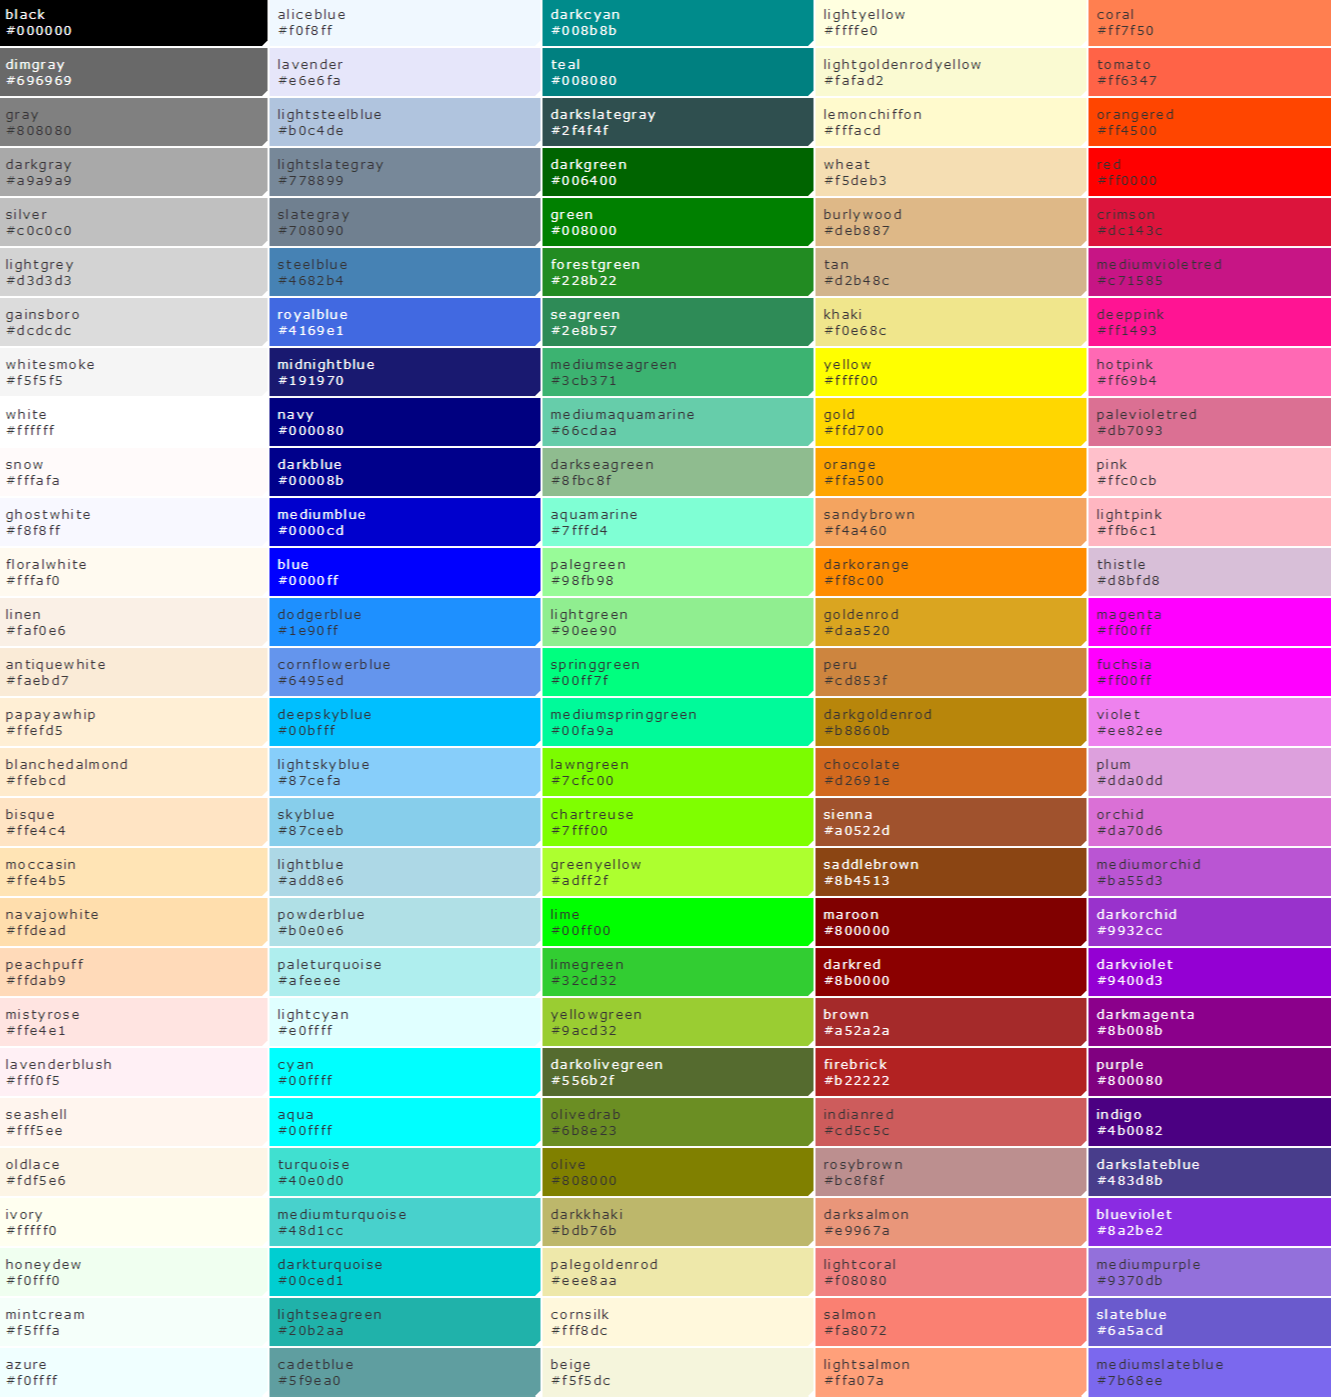 black
#000000
dimgray
#696969
gray
#808080
darkgray
#a9a9a9
silver
#c0c0c0
lightgrey
#d3d3d3
gainsboro
#dcdcdc
whitesmoke
#f5f5f5
white
#ffffff
snow
#fffafa
ghostwhite
#f8f8ff
floralwhite
#fffaf0
linen
#faf0e6
antiquewhite
#faebd7
papayawhip
#ffefd5
blanchedalmond
#ffebcd
bisque
#ffe4c4
moccasin
#ffe4b5
navajowhite
#ffdead
peachpuff
#ffdab9
mistyrose
#ffe4e1
lavenderblush
#fff0f5
seashell
#fff5ee
oldlace
#fdf5e6
ivory
#fffff0
honeydew
#f0fff0
mintcream
#f5fffa
azure
#f0ffff
aliceblue
#f0f8ff
lavender
#e6e6fa
lightsteelblue
#b0c4de
lightslategray
#778899
slategray
#708090
steelblue
#4682b4
royalblue
#4169e1
midnightblue
#191970
navy
#000080
darkblue
#00008b
mediumblue
#0000cd
blue
#0000ff
dodgerblue
#1e90ff
cornflowerblue
#6495ed
deepskyblue
#00bfff
lightskyblue
#87cefa
skyblue
#87ceeb
lightblue
#add8e6
powderblue
#b0e0e6
paleturquoise
#afeeee
lightcyan
#e0ffff
cyan
#00ffff
aqua
#00ffff
turquoise
#40e0d0
mediumturquoise
#48d1cc
darkturquoise
#00ced1
lightseagreen
#20b2aa
cadetblue
#5f9ea0
darkcyan
#008b8b
teal
#008080
darkslategray
#2f4f4f
darkgreen
#006400
green
#008000
forestgreen
#228b22
seagreen
#2e8b57
mediumseagreen
#3cb371
mediumaquamarine
#66cdaa
darkseagreen
#8fbc8f
aquamarine
#7fffd4
palegreen
#98fb98
lightgreen
#90ee90
springgreen
#00ff7f
mediumspringgreen
#00fa9a
lawngreen
#7cfc00
chartreuse
#7fff00
greenyellow
#adff2f
lime
#00ff00
limegreen
#32cd32
yellowgreen
#9acd32
darkolivegreen
#556b2f
olivedrab
#6b8e23
olive
#808000
darkkhaki
#bdb76b
palegoldenrod
#eee8aa
cornsilk
#fff8dc
beige
#f5f5dc
lightyellow
#ffffe0
lightgoldenrodyellow
#fafad2
lemonchiffon
#fffacd
wheat
#f5deb3
burlywood
#deb887
tan
#d2b48c
khaki
#f0e68c
yellow
#ffff00
gold
#ffd700
orange
#ffa500
sandybrown
#f4a460
darkorange
#ff8c00
goldenrod
#daa520
peru
#cd853f
darkgoldenrod
#b8860b
chocolate
#d2691e
sienna
#a0522d
saddlebrown
#8b4513
maroon
#800000
darkred
#8b0000
brown
#a52a2a
firebrick
#b22222
indianred
#cd5c5c
rosybrown
#bc8f8f
darksalmon
#e9967a
lightcoral
#f08080
salmon
#fa8072
lightsalmon
#ffa07a
coral
#ff7f50
tomato
#ff6347
orangered
#ff4500
red
#ff0000
crimson
#dc143c
mediumvioletred
#c71585
deeppink
#ff1493
hotpink
#ff69b4
palevioletred
#db7093
pink
#ffc0cb
lightpink
#ffb6c1
thistle
#d8bfd8
magenta
#ff00ff
fuchsia
#ff00ff
violet
#ee82ee
plum
#dda0dd
orchid
#da70d6
mediumorchid
#ba55d3
darkorchid
#9932cc
darkviolet
#9400d3
darkmagenta
#8b008b
purple
#800080
indigo
#4b0082
darkslateblue
#483d8b
blueviolet
#8a2be2
mediumpurple
#9370db
slateblue
#6a5acd
mediumslateblue
#7b68ee